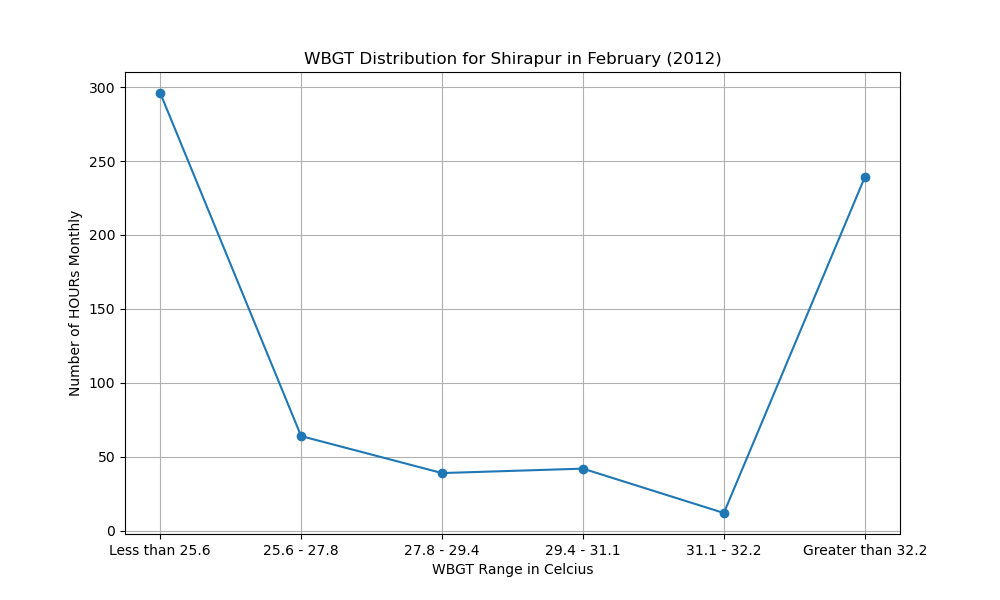 WBGT Distribution for Shirapur in February (2012)
Number of HOURs Monthly
300
250
200
150
100
50
0
Less than 25.6
25.6 - 27.8
27.8 - 29.4
29.4 - 31.1
31.1 - 32.2
Greater than 32.2
WBGT Range in Celcius